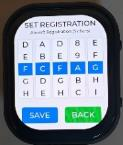 SET REGISTRATION
D A D 8 E
E B E 9 F
F C F A G
G D G B H
H E H C I
SAVE
BACK